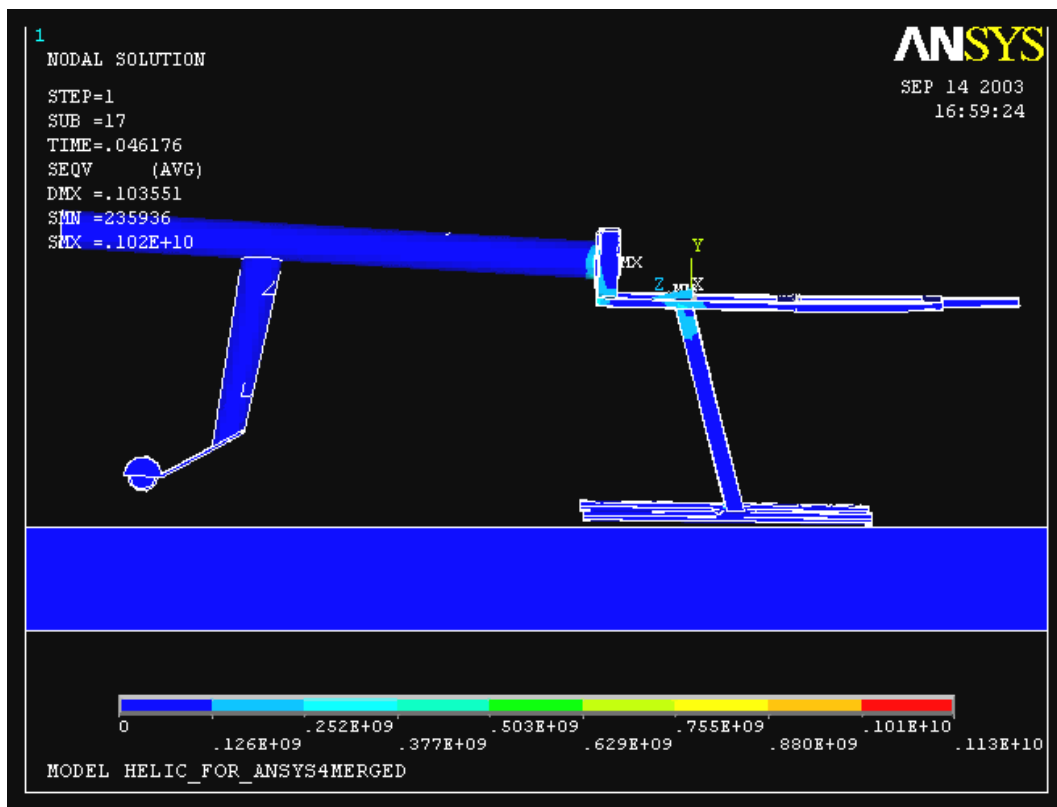 1
NODAL SOLUTION
ANSYS
SEP 14 2003
16:59:24
STEP=1
SUB =17
TIME=.046176
SEQV (AVG)
DMX =.103551
SMN =235936
SMX =.102E+10
MX
Y
Z X
0 .252E+09 .503E+09 .755E+09 .101E+10
.126E+09 .377E+09 .629E+09 .880E+09 .113E+10
MODEL HELIC_FOR_ANSYS4MERGED